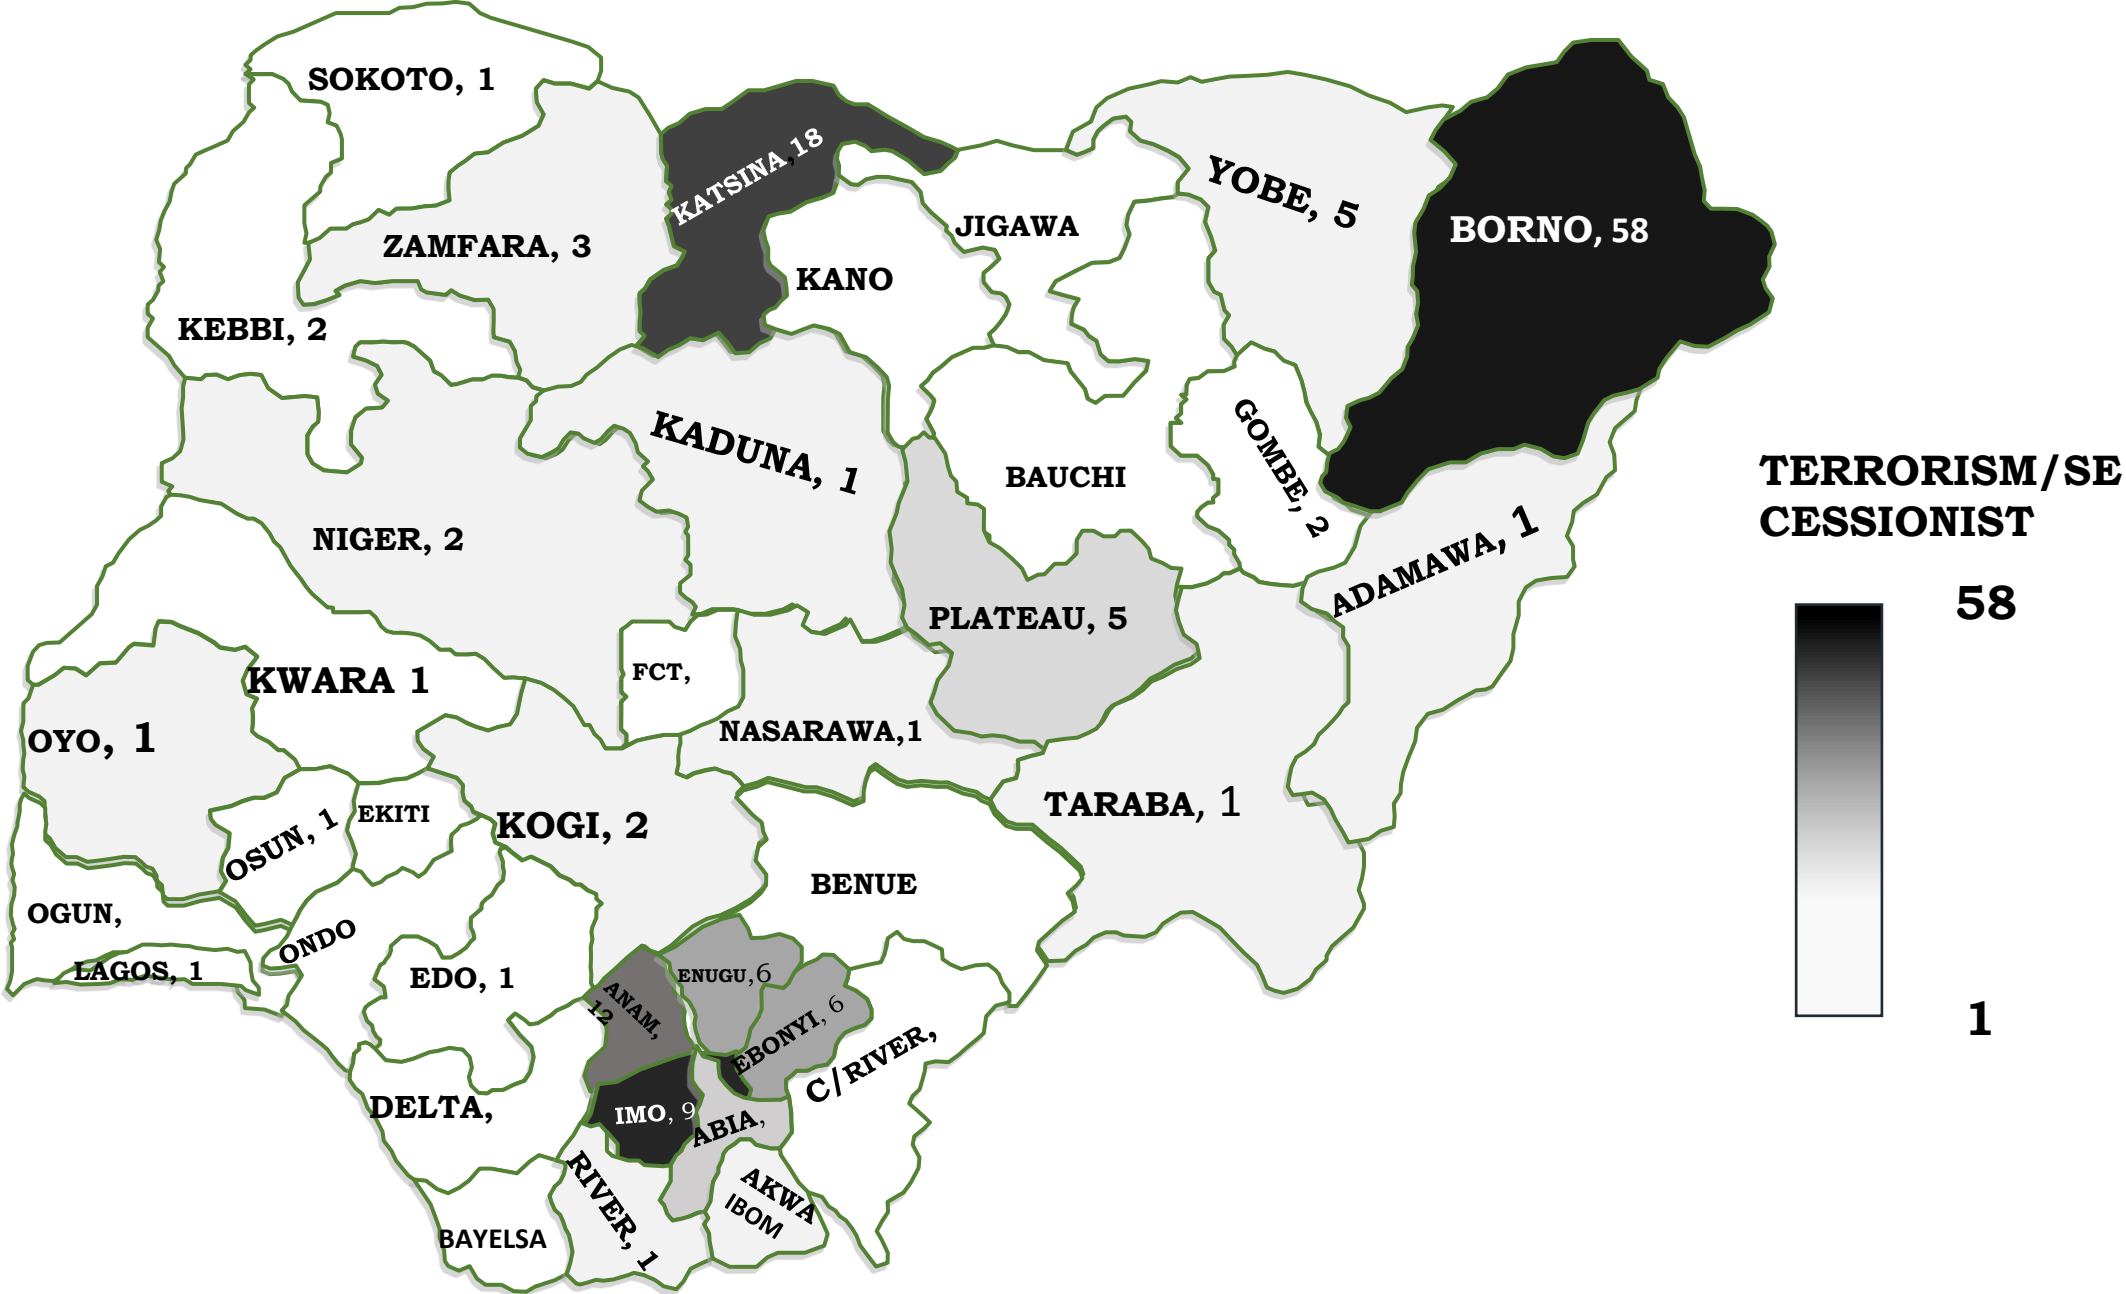 SOKOTO, 1
KATSINA,18
YOBE, 5
BORNO, 58
ZAMFARA, 3
JIGAWA
KANO
KEBBI, 2
KADUNA, 1
GOMBE, 2
BAUCHI
NIGER, 2
ADAMAWA, 1
TERRORISM/SE
CESSIONIST
58
1
PLATEAU, 5
FCT,
KWARA 1
NASARAWA,1
OYO, 1
TARABA, 1
EKITI
KOGI, 2
OSUN, 1
BENUE
OGUN,
ONDO
LAGOS, 1
EDO, 1
ANAM,
12
ENUGU,6
EBONYI, 6
C/RIVER,
DELTA,
IMO, 9
ABIA,
RIVER, 1
AKWA
IBOM
BAYELSA